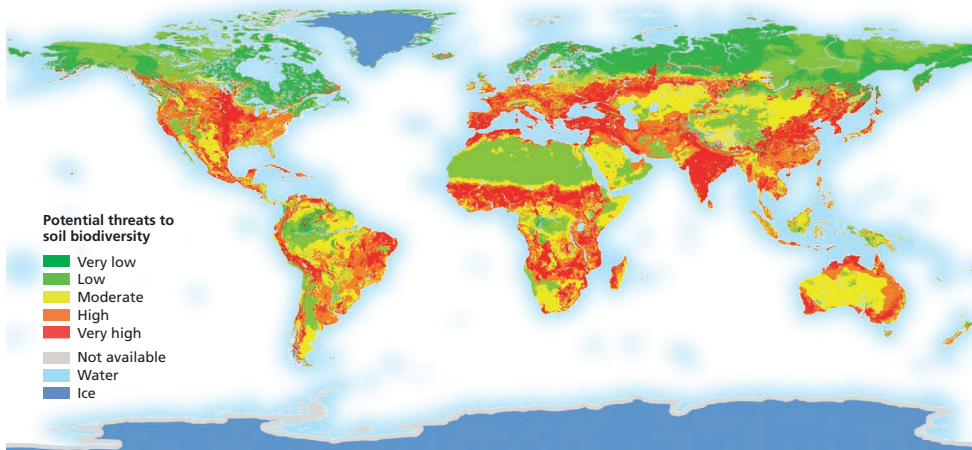 Potential threats to
soil biodiversity
Very low
Low
Moderate
High
Very high
Not available
Water
Ice